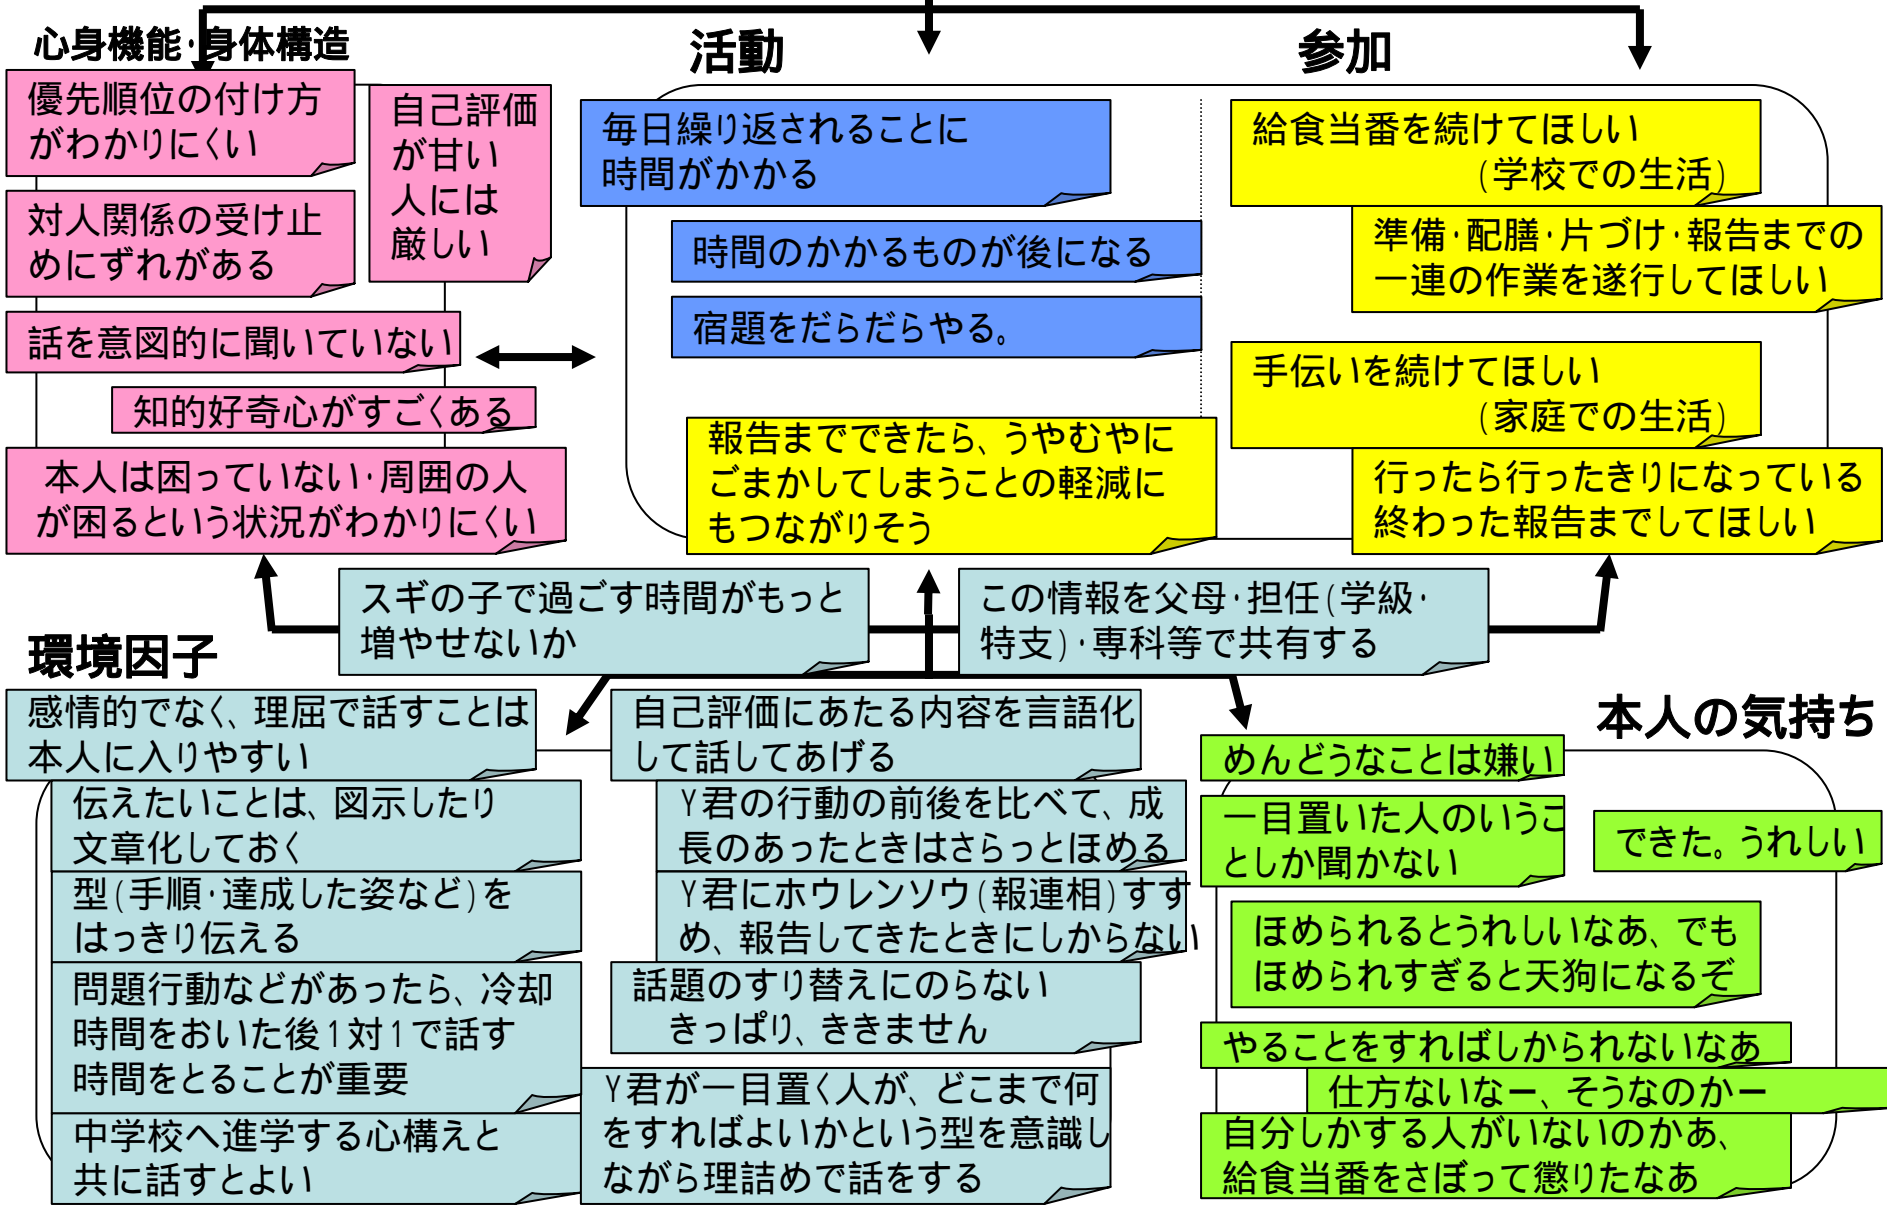 心身機能・身体構造
優先順位の付け方
がわかりにくい
自己評価
が甘い
人には
厳しい
対人関係の受け止
めにずれがある
話を意図的に聞いていない
知的好奇心がすごくある
本人は困っていない・周囲の人
が困るという状況がわかりにくい
活動
毎日繰り返されることに
時間がかかる
時間のかかるものが後になる
宿題をだらだらやる。
報告までできたら、うやむやに
ごまかしてしまうことの軽減に
もつながりそう
参加
給食当番を続けてほしい
(学校での生活)
準備・配膳・片づけ・報告までの
一連の作業を遂行してほしい
手伝いを続けてほしい
(家庭での生活)
行ったら行ったきりになっている
終わった報告までしてほしい
スギの子で過ごす時間がもっと
増やせないか
この情報を父母・担任(学級・
特支)・専科等で共有する
環境因子
感情的でなく、理屈で話すことは
本人に入りやすい
伝えたいことは、図示したり
文章化しておく
型(手順・達成した姿など)を
はっきり伝える
問題行動などがあったら、冷却
時間をおいた後1対1で話す
時間をとることが重要
中学校へ進学する心構えと
共に話すとよい
自己評価にあたる内容を言語化
して話してあげる
Y君の行動の前後を比べて、成
長のあったときはさらっとほめる
Y君にホウレンソウ(報連相)すす
め、報告してきたときにしからない
話題のすり替えにのらない
きっぱり、ききません
Y君が一目置く人が、どこまで何
をすればよいかという型を意識し
ながら理詰めで話をする
本人の気持ち
めんどうなことは嫌い
一目置いた人のいうこ
としか聞かない
できた。うれしい
ほめられるとうれしいなあ、でも
ほめられすぎると天狗になるぞ
やることをすればしかられないなあ
仕方ないなー、そうなのかー
自分しかする人がいないのかあ、
給食当番をさぼって懲りたなあ